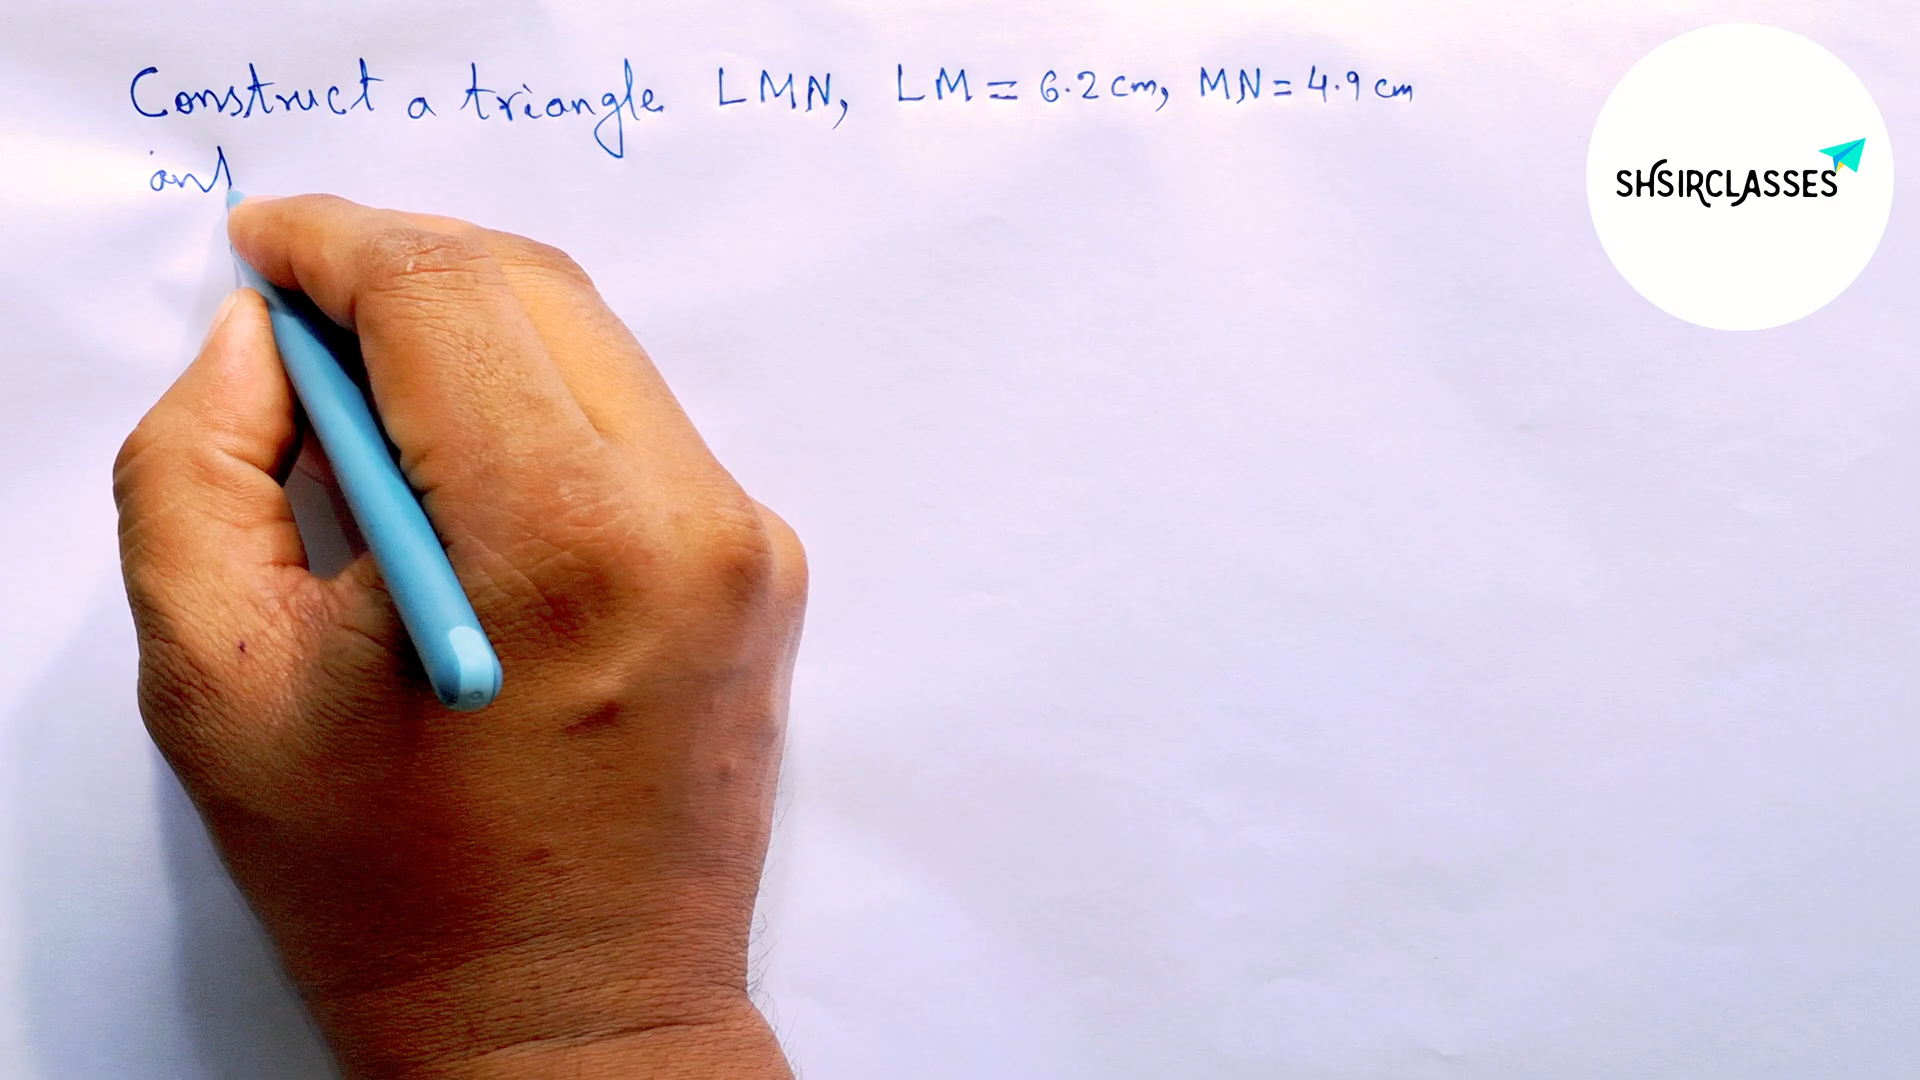 Construct a triangle LMN, LM = 6.2 cm, MN = 4.9 cm
and
SHSIRCLASSES